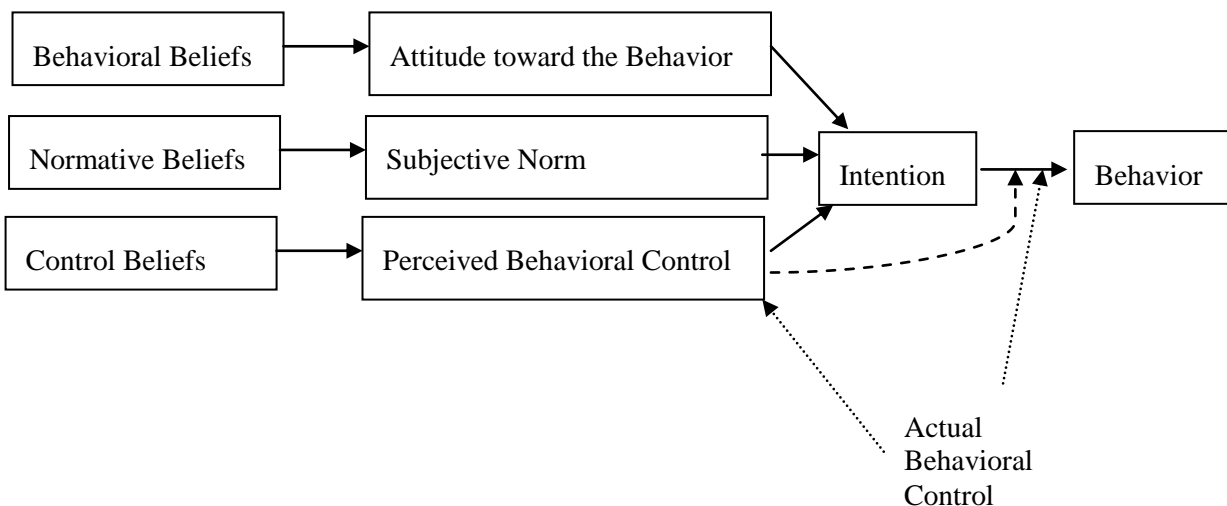 Behavioral Beliefs
Attitude toward the Behavior
Normative Beliefs
Subjective Norm
Intention
Behavior
Control Beliefs
Perceived Behavioral Control
Actual
Behavioral
Control